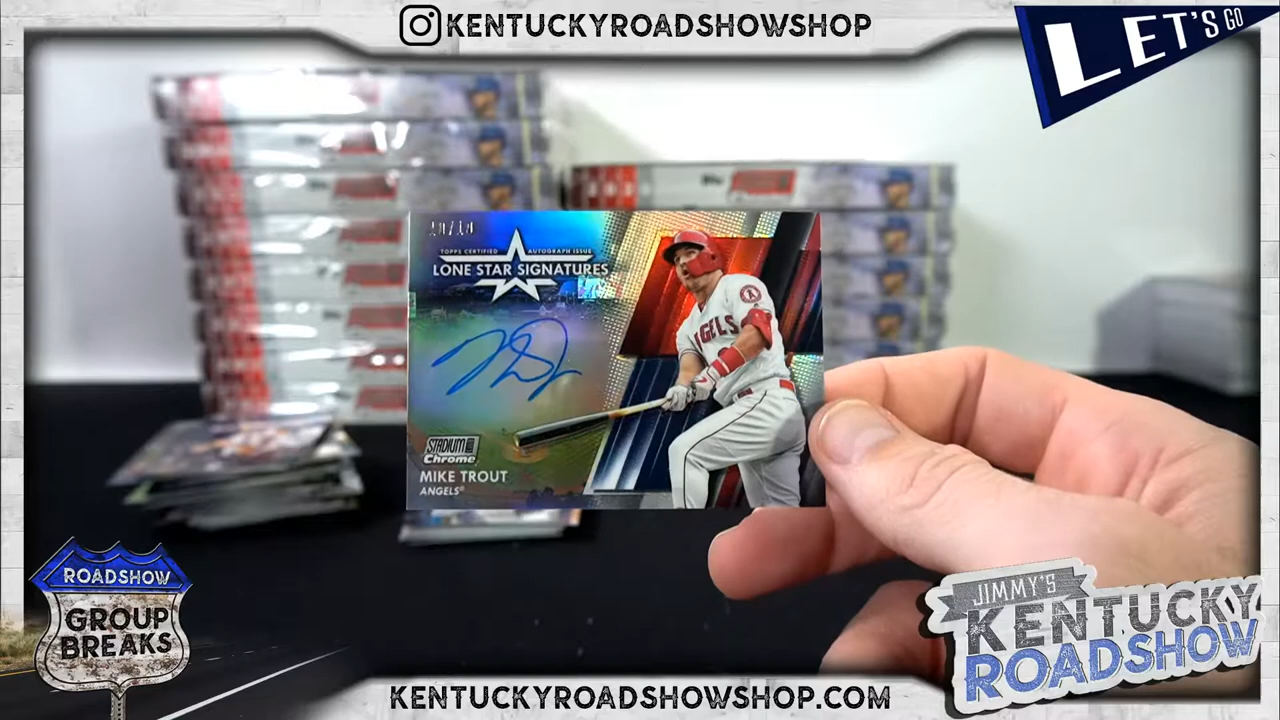 KENTUCKYROADSHOWSHOP
LET'S GO
TOPPS CERTIFIED AUTOGRAPH ISSUE
LONE STAR SIGNATURES
ANGELS
STADIUM CLUB
Chrome
MIKE TROUT
ANGELS®
ROADSHOW
GROUP
BREAKS
JIMMY'S
KENTUCKY
ROADSHOW
KENTUCKYROADSHOWSHOP.COM